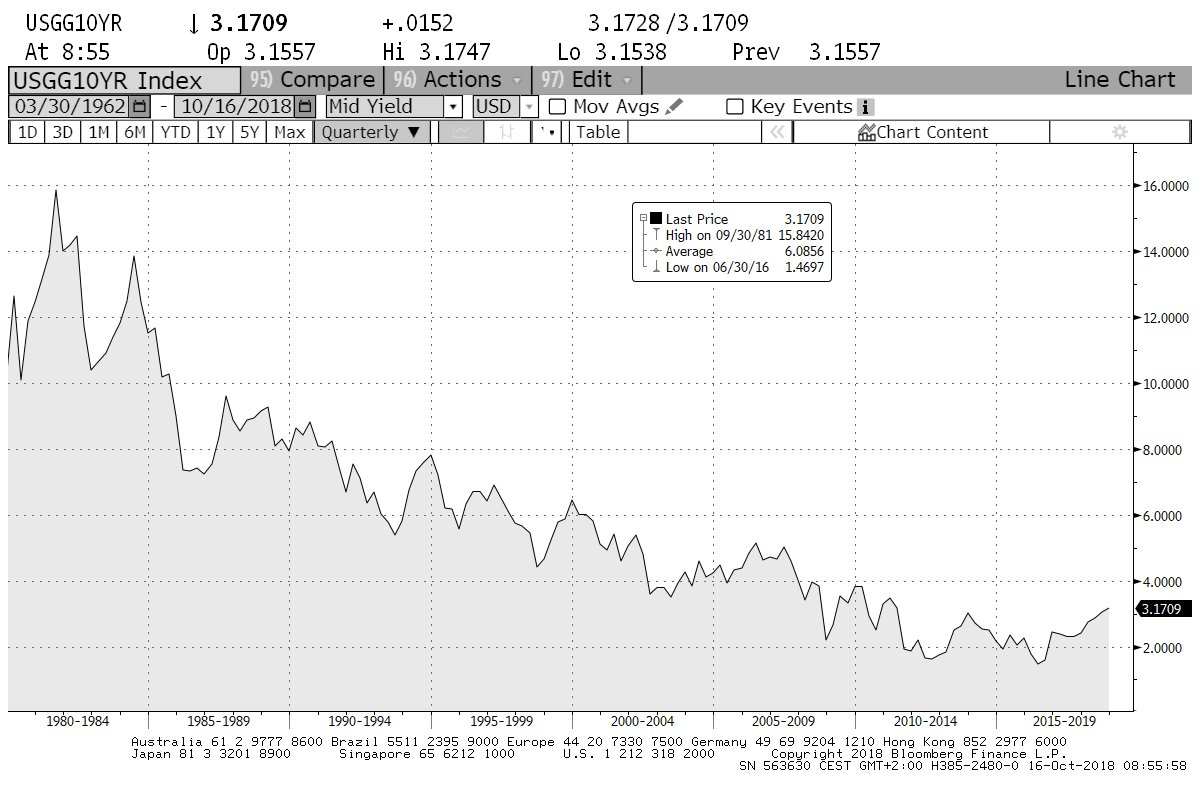 USGG10YR ↓ 3.1709 +.0152 3.1728 /3.1709
At 8:55 Op 3.1557 Hi 3.1747 Lo 3.1538 Prev 3.1557
USGG10YR Index 95) Compare 96) Actions 97) Edit Line Chart
03/30/1962 - 10/16/2018 Mid Yield USD Mov Avgs Key Events i
1D 3D 1M 6M YTD 1Y 5Y Max Quarterly ▼ Table « Chart Content
Last Price 3.1709
High on 09/30/81 15.8420
Average 6.0856
Low on 06/30/16 1.4697
16.0000
14.0000
12.0000
10.0000
8.0000
6.0000
4.0000
3.1709
2.0000
1980-1984 1985-1989 1990-1994 1995-1999 2000-2004 2005-2009 2010-2014 2015-2019
Australia 61 2 9777 8600 Brazil 5511 2395 9000 Europe 44 20 7330 7500 Germany 49 69 9204 1210 Hong Kong 852 2977 6000
Japan 81 3 3201 8900 Singapore 65 6212 1000 U.S. 1 212 318 2000 Copyright 2018 Bloomberg Finance L.P.
SN 563630 CEST GMT+2:00 H385-2480-0 16-Oct-2018 08:55:58